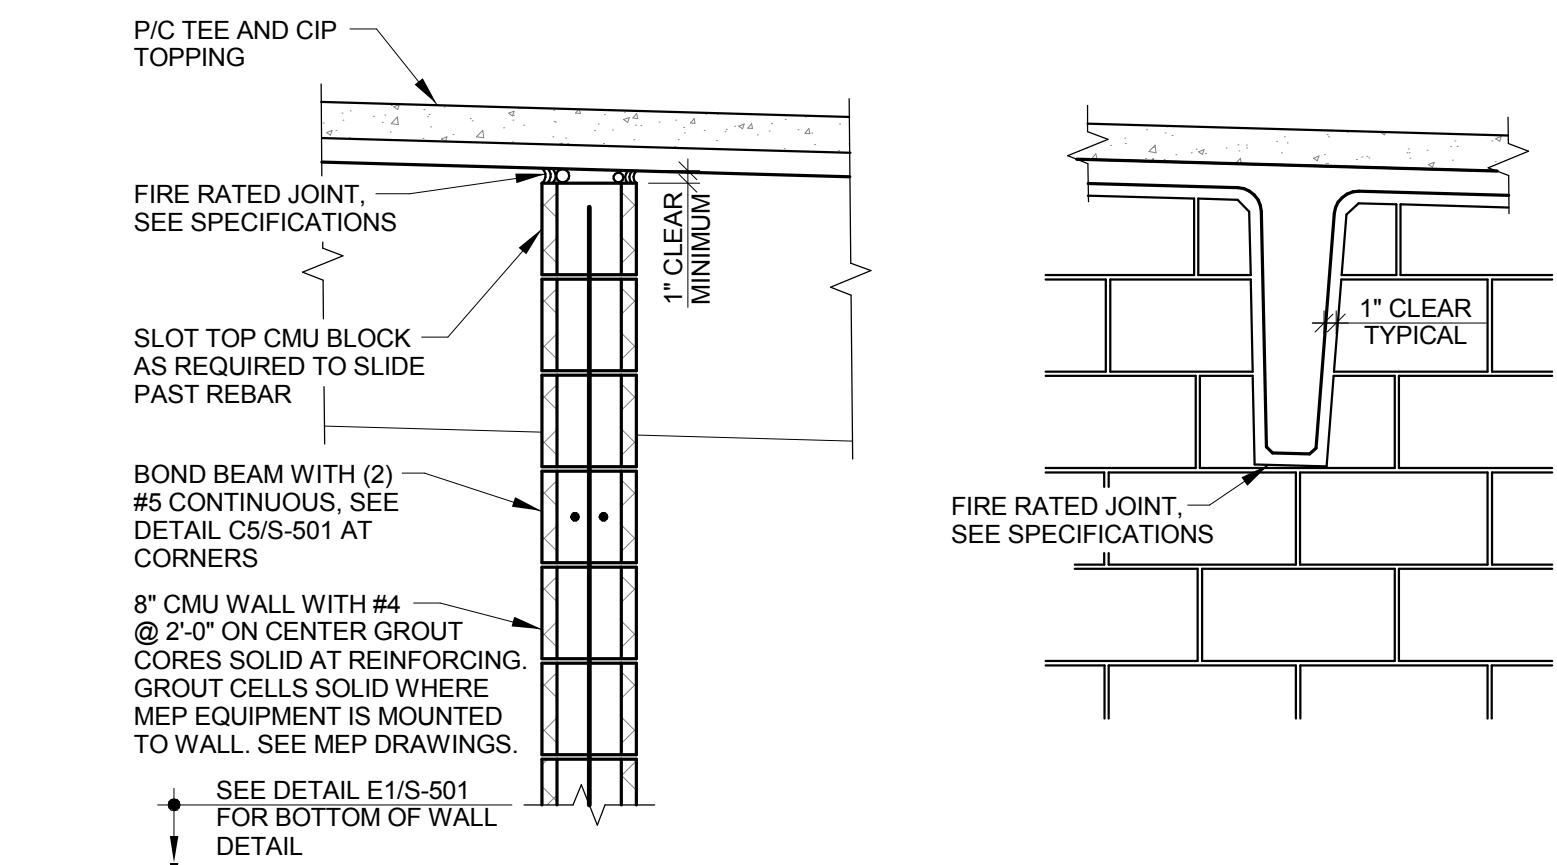 P/C TEE AND CIP
TOPPING
FIRE RATED JOINT,
SEE SPECIFICATIONS
1" CLEAR
MINIMUM
SLOT TOP CMU BLOCK
AS REQUIRED TO SLIDE
PAST REBAR
BOND BEAM WITH (2)
#5 CONTINUOUS, SEE
DETAIL C5/S-501 AT
CORNERS
8" CMU WALL WITH #4
@ 2'-0" ON CENTER GROUT
CORES SOLID AT REINFORCING.
GROUT CELLS SOLID WHERE
MEP EQUIPMENT IS MOUNTED
TO WALL. SEE MEP DRAWINGS.
SEE DETAIL E1/S-501
FOR BOTTOM OF WALL
DETAIL
1" CLEAR
TYPICAL
FIRE RATED JOINT,
SEE SPECIFICATIONS